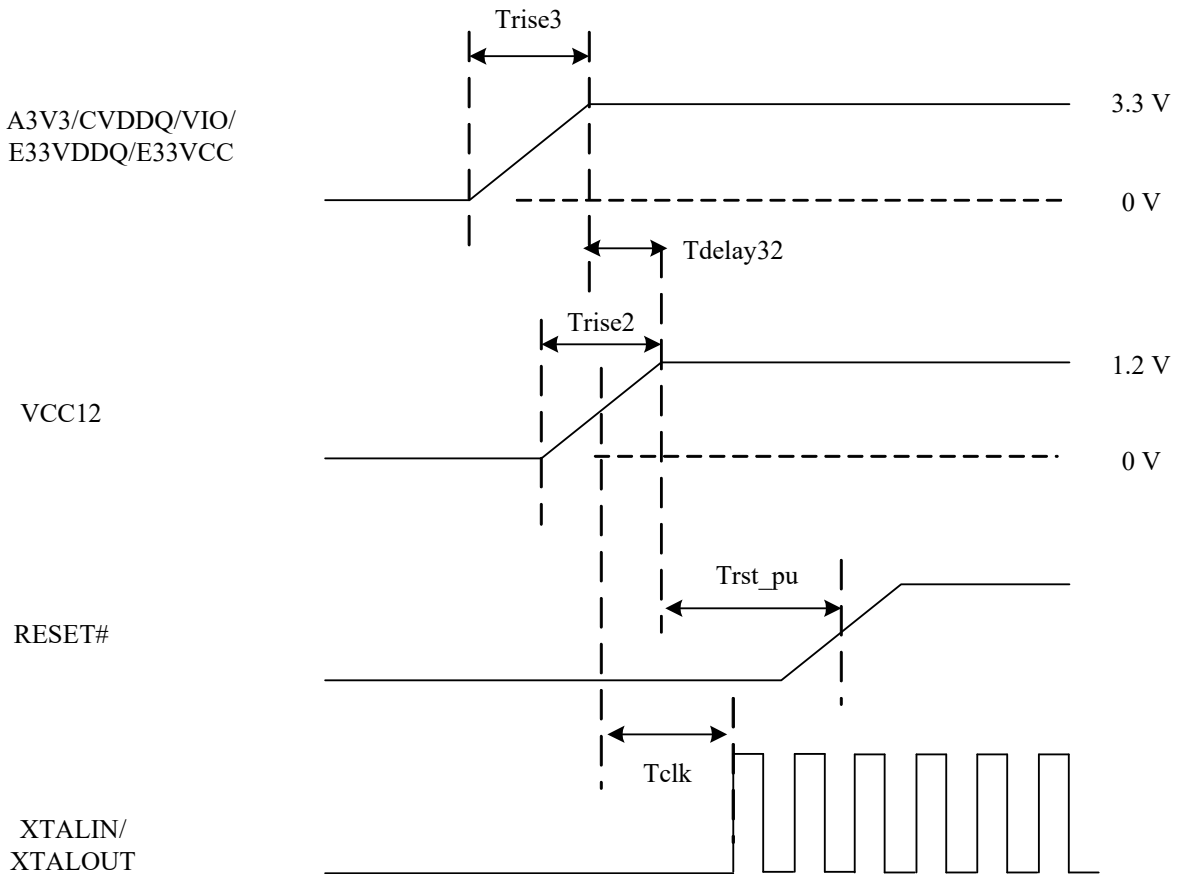 Trise3
A3V3/CVDDQ/VIO/
E33VDDQ/E33VCC
3.3 V
0 V
Tdelay32
Trise2
VCC12
1.2 V
0 V
Trst_pu
RESET#
Tclk
XTALIN/
XTALOUT